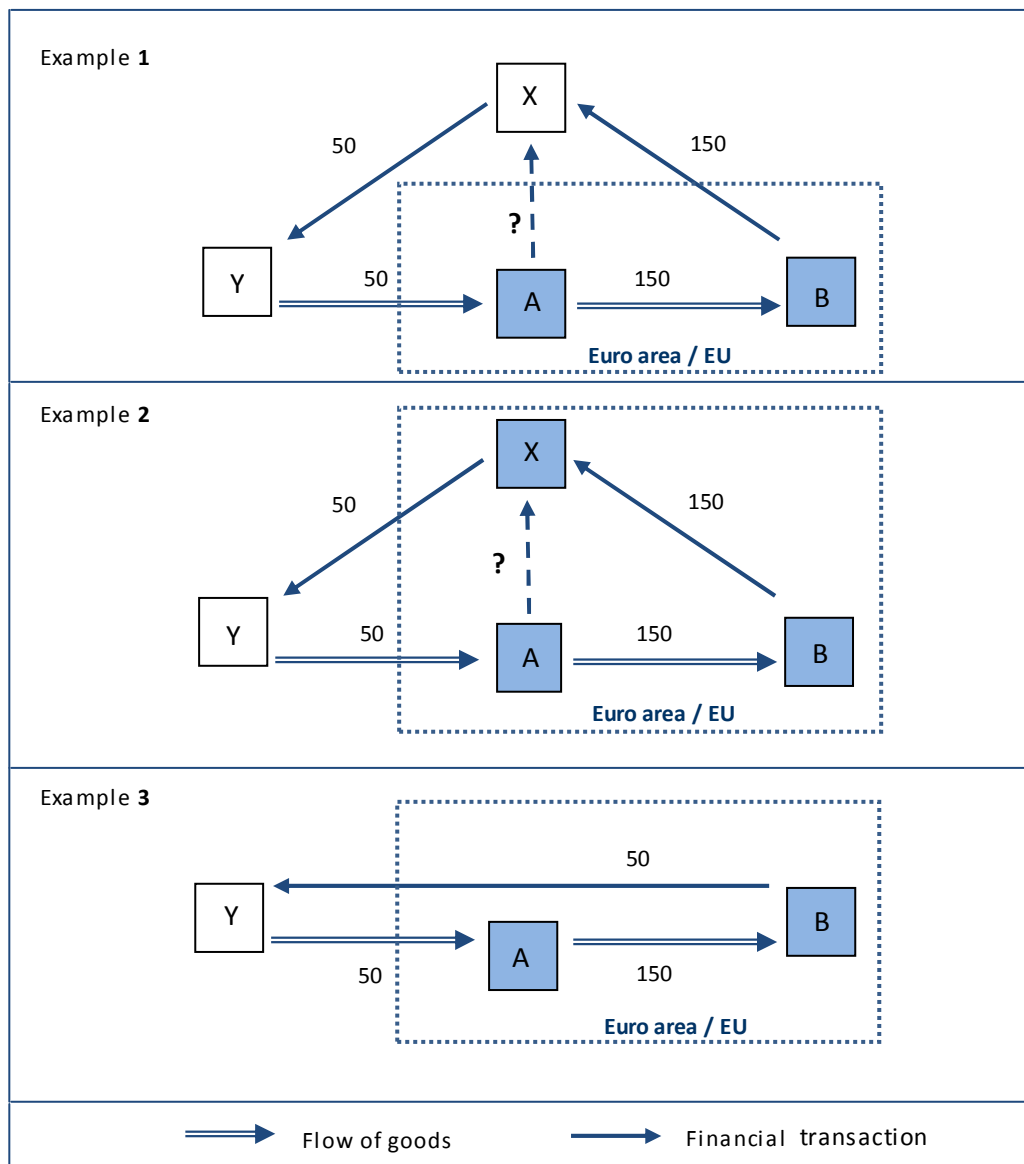 Example 1
X
50
150
?
Y
50
A
150
B
Euro area / EU
Example 2
X
50
150
?
Y
50
A
150
B
Euro area / EU
Example 3
50
Y
B
A
50
150
Euro area / EU
Flow of goods
Financial transaction